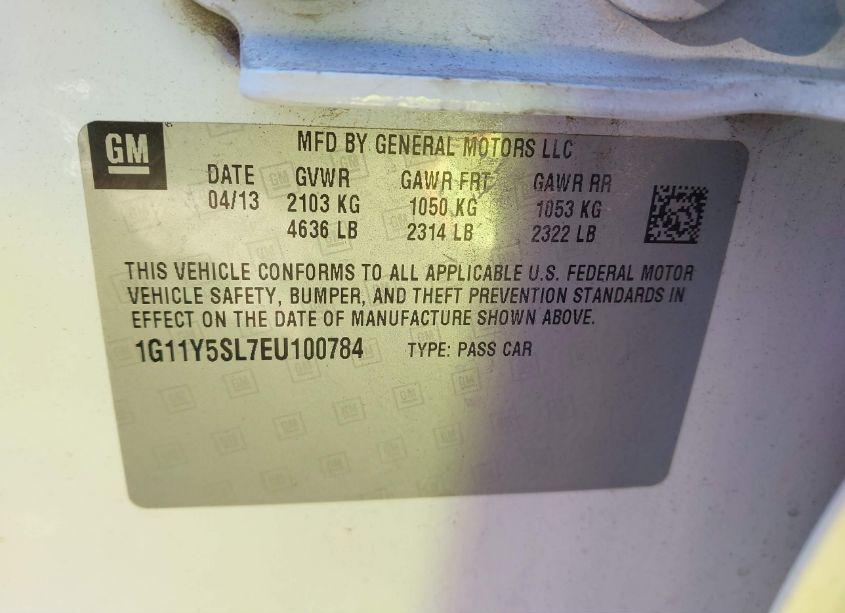 GM
MFD BY GENERAL MOTORS LLC
DATE GVWR GAWR FRT GAWR RR
04/13 2103 KG 1050 KG 1053 KG
4636 LB 2314 LB 2322 LB
THIS VEHICLE CONFORMS TO ALL APPLICABLE U.S. FEDERAL MOTOR
VEHICLE SAFETY, BUMPER, AND THEFT PREVENTION STANDARDS IN
EFFECT ON THE DATE OF MANUFACTURE SHOWN ABOVE.
1G11Y5SL7EU100784 TYPE: PASS CAR